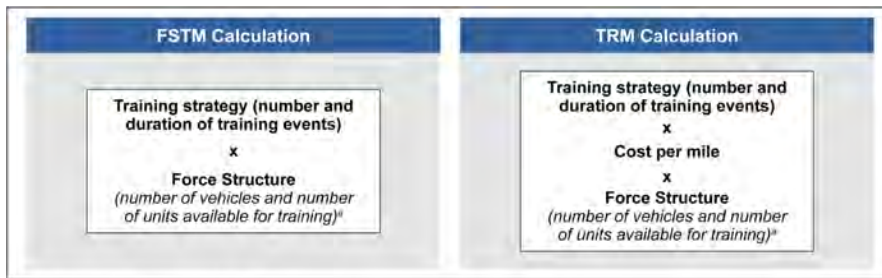 FSTM Calculation
Training strategy (number and
duration of training events)
x
Force Structure
(number of vehicles and number
of units available for training)ª
TRM Calculation
Training strategy (number and
duration of training events)
x
Cost per mile
x
Force Structure
(number of vehicles and number
of units available for training)ª